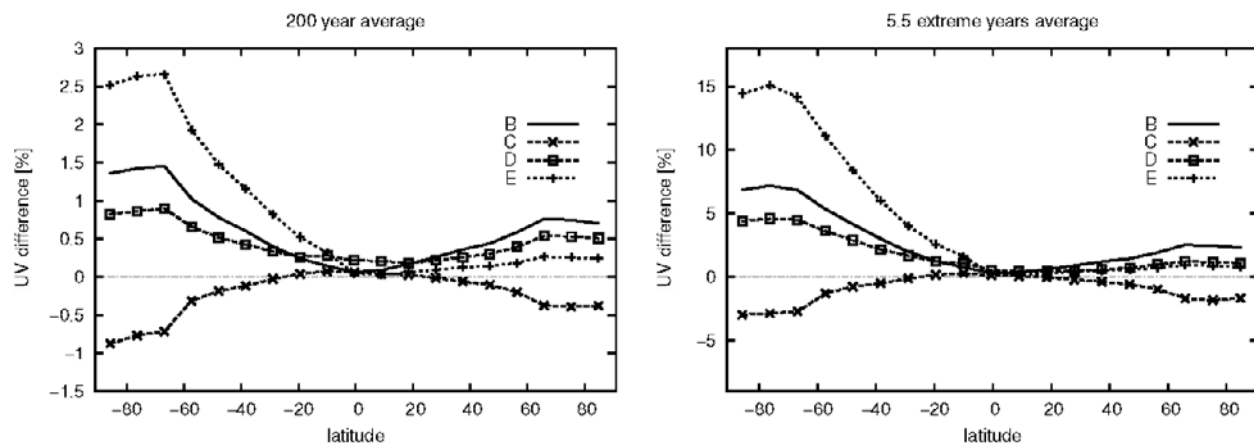 200 year average
3
2.5
2
1.5
1
0.5
0
−0.5
−1
−1.5
UV difference [%]
B
C
D
E
−80 −60 −40 −20 0 20 40 60 80
latitude
5.5 extreme years average
15
10
5
0
−5
UV difference [%]
B
C
D
E
−80 −60 −40 −20 0 20 40 60 80
latitude